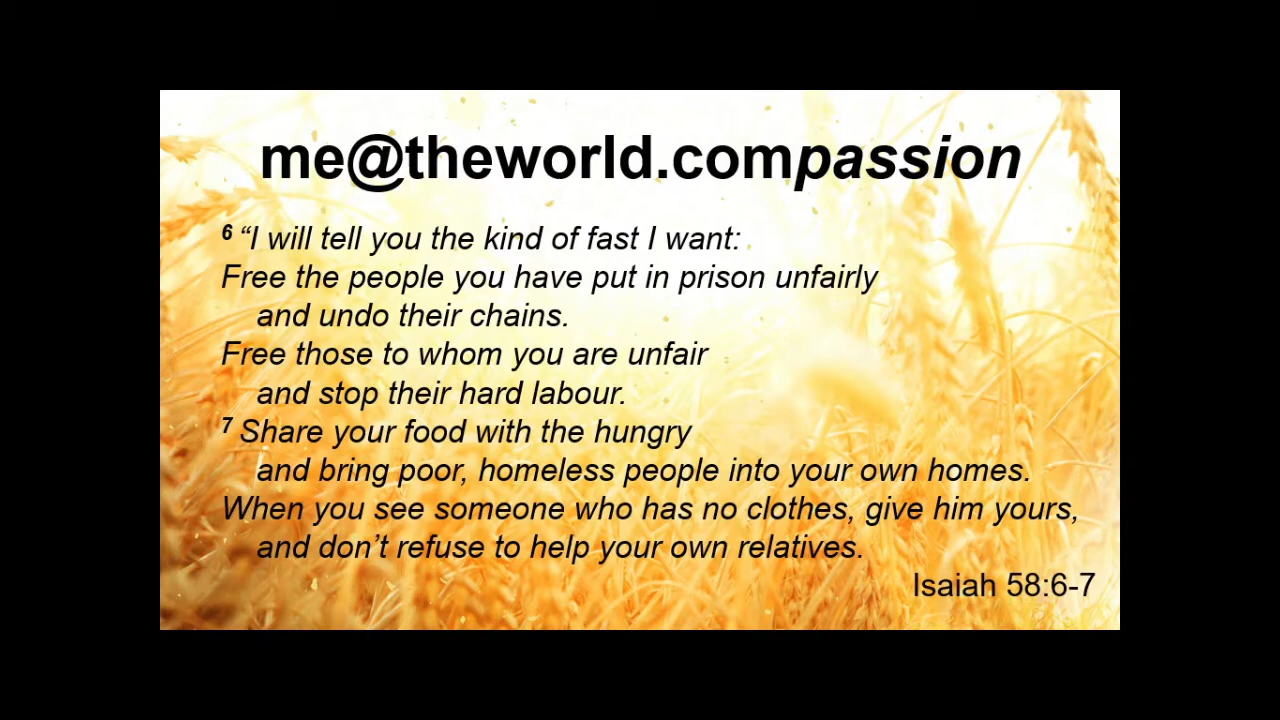 me@theworld.compassion
6 “I will tell you the kind of fast I want:
Free the people you have put in prison unfairly
and undo their chains.
Free those to whom you are unfair
and stop their hard labour.
7 Share your food with the hungry
and bring poor, homeless people into your own homes.
When you see someone who has no clothes, give him yours,
and don’t refuse to help your own relatives.
Isaiah 58:6-7